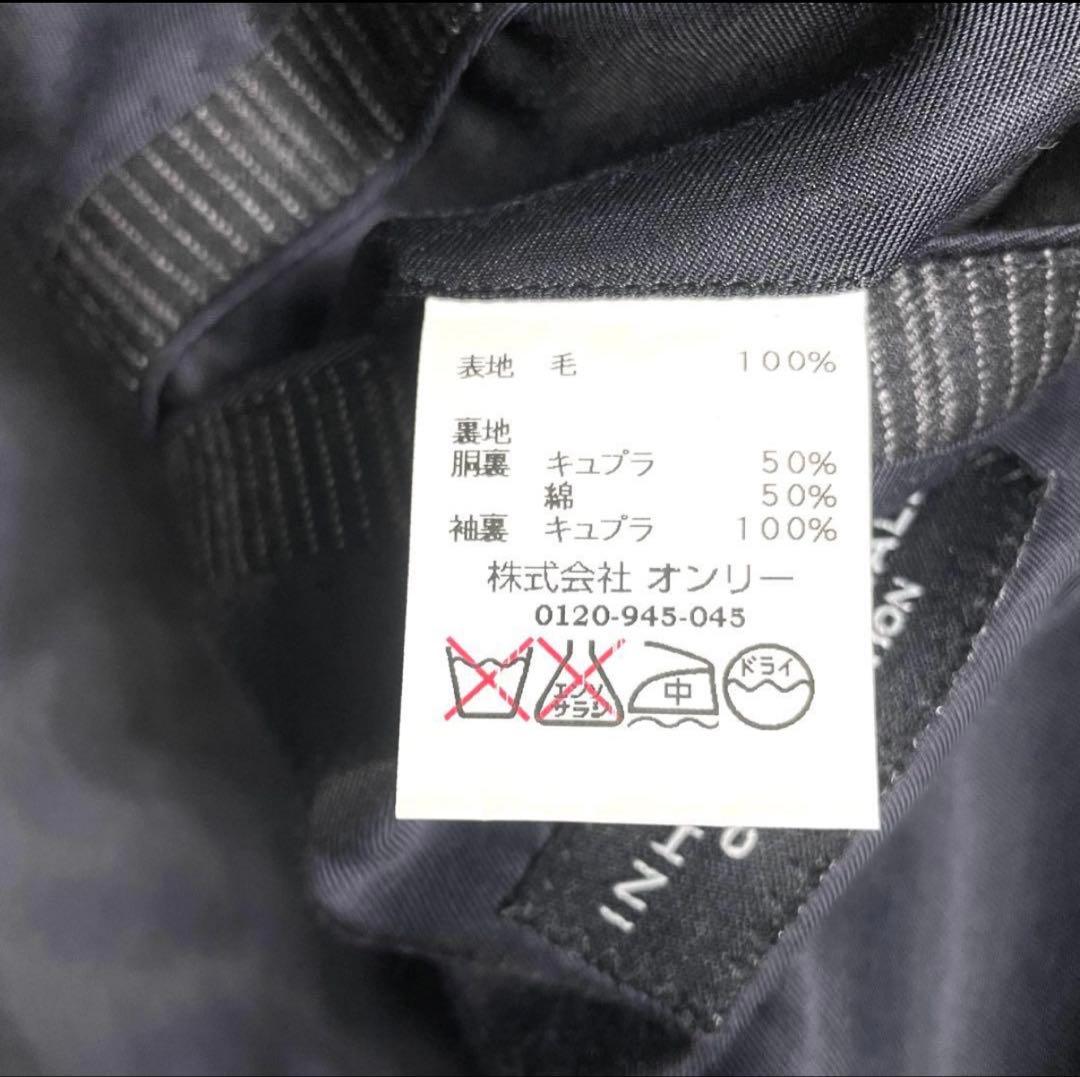 表地 毛 100%
裏地
胴裏 キュプラ 50%
綿 50%
袖裏 キュプラ 100%
株式会社 オンリー
0120-945-045
エンソ
サラシ
中
ドライ